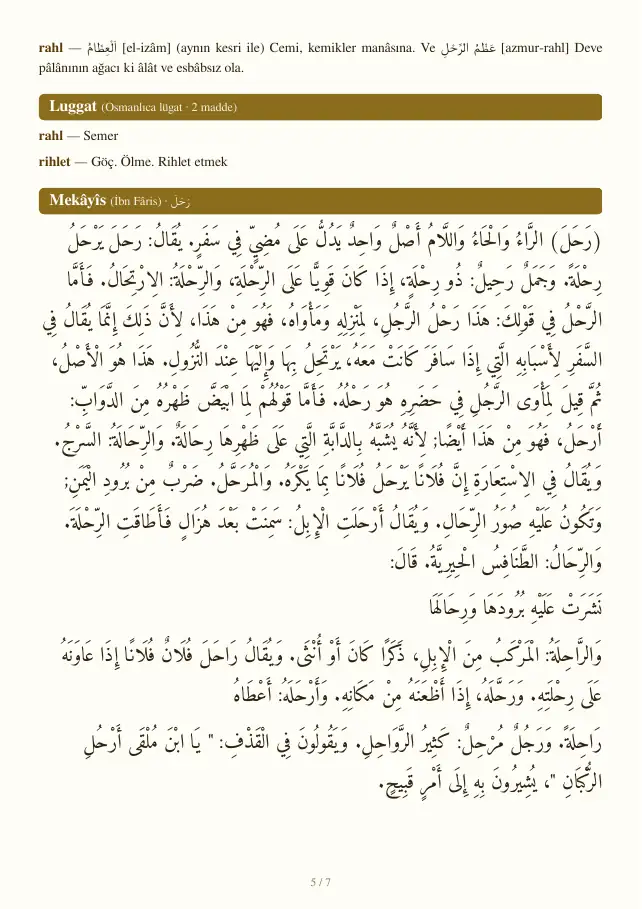 rahl — اَلْعِظَامُ [el-izâm] (aynın kesri ile) Cemi, kemikler manâsına. Ve عَظْمُ الرَّحْلِ [azmur-rahl] Deve
pâlânının ağacı ki âlât ve esbâbsız ola.
Luggat (Osmanlıca lügat · 2 madde)
rahl — Semer
rihlet — Göç. Ölme. Rihlet etmek
Mekâyîs (İbn Fâris) · رَحَلَ
(رَحَلَ) الرَّاءُ وَالْحَاءُ وَاللَّامُ أَصْلٌ وَاحِدٌ يَدُلُّ عَلَى مُضِيٍّ فِي سَفَرٍ. يُقَالُ: رَحَلَ يَرْحَلُ
رِحْلَةً. وَجَمَلٌ رَحِيلٌ: ذُو رِحْلَةٍ، إِذَا كَانَ قَوِيًّا عَلَى الرِّحْلَةِ، وَالرِّحْلَةُ: الِارْتِحَالُ. فَأَمَّا
الرَّحْلُ فِي قَوْلِكَ: هَذَا رَحْلُ الرَّجُلِ، لِمَنْزِلِهِ وَمَأْوَاهُ، فَهُوَ مِنْ هَذَا، لِأَنَّ ذَلِكَ إِنَّمَا يُقَالُ فِي
السَّفَرِ لِأَسْبَابِهِ الَّتِي إِذَا سَافَرَ كَانَتْ مَعَهُ، يَرْتَحِلُ بِهَا وَإِلَيْهَا عِنْدَ النُّزُولِ. هَذَا هُوَ الْأَصْلُ،
ثُمَّ قِيلَ لِمَأْوَى الرَّجُلِ فِي حَضَرِهِ هُوَ رَحْلُهُ. فَأَمَّا قَوْلُهُمْ لِمَا ابْيَضَّ ظَهْرُهُ مِنَ الدَّوَابِّ:
أَرْحَلُ، فَهُوَ مِنْ هَذَا أَيْضًا; لِأَنَّهُ يُشَبَّهُ بِالدَّابَّةِ الَّتِي عَلَى ظَهْرِهَا رِحَالَةٌ. وَالرِّحَالَةُ: السَّرْجُ.
وَيُقَالُ فِي الِاسْتِعَارَةِ إِنَّ فُلَانًا يَرْحَلُ فُلَانًا بِمَا يَكْرَهُ. وَالْمُرَحَّلُ. ضَرْبٌ مِنْ بُرُودِ الْيَمَنِ;
وَتَكُونُ عَلَيْهِ صُوَرُ الرِّحَالِ. وَيُقَالُ أَرْحَلَتِ الْإِبِلُ: سَمِنَتْ بَعْدَ هُزَالٍ فَأَطَاقَتِ الرِّحْلَةَ.
وَالرِّحَالُ: الطَّنَافِسُ الْحِيرِيَّةُ. قَالَ:
نَشَرَتْ عَلَيْهِ بُرُودَهَا وَرِحَالَهَا
وَالرَّاحِلَةُ: الْمَرْكَبُ مِنَ الْإِبِلِ، ذَكَرًا كَانَ أَوْ أُنْثَى. وَيُقَالُ رَاحَلَ فُلَانٌ فُلَانًا إِذَا عَاوَنَهُ
عَلَى رِحْلَتِهِ. وَرَحَّلَهُ، إِذَا أَظْعَنَهُ مِنْ مَكَانِهِ. وَأَرْحَلَهُ: أَعْطَاهُ
رَاحِلَةً. وَرَجُلٌ مُرْحِلٌ: كَثِيرُ الرَّوَاحِلِ. وَيَقُولُونَ فِي الْقَذْفِ: " يَا ابْنَ مُلْقَى أَرْحُلِ
الرُّكْبَانِ "، يُشِيرُونَ بِهِ إِلَى أَمْرٍ قَبِيحٍ.
5 / 7